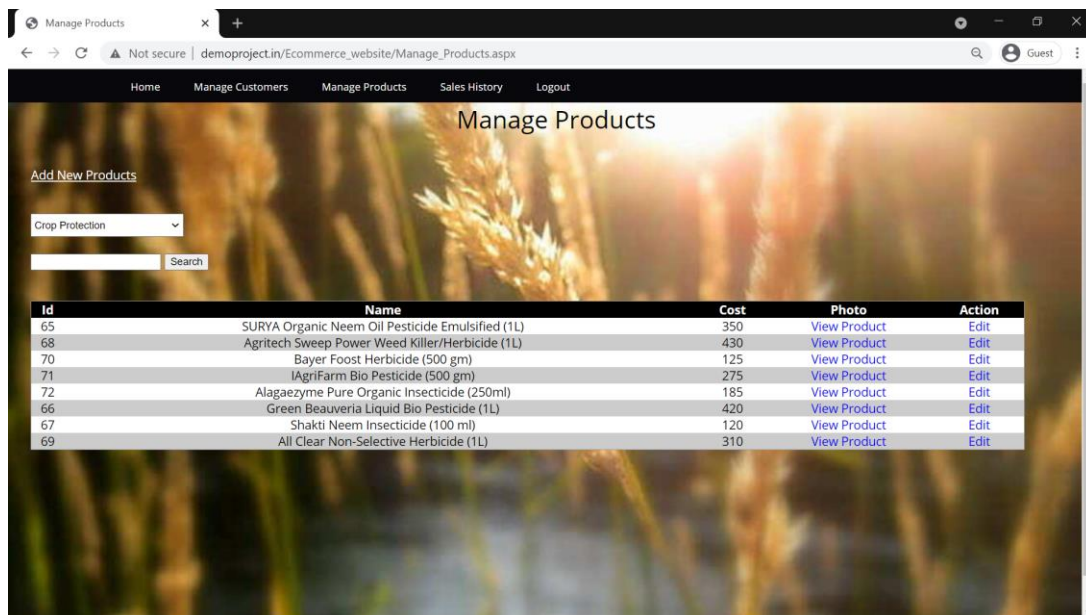 Manage Products
Not secure | demoproject.in/Ecommerce_website/Manage_Products.aspx Guest
Home Manage Customers Manage Products Sales History Logout
Manage Products
Add New Products
Crop Protection
Search
Id Name Cost Photo Action
65 SURYA Organic Neem Oil Pesticide Emulsified (1L) 350 View Product Edit
68 Agritech Sweep Power Weed Killer/Herbicide (1L) 430 View Product Edit
70 Bayer Foost Herbicide (500 gm) 125 View Product Edit
71 IAgriFarm Bio Pesticide (500 gm) 275 View Product Edit
72 Alagaezyme Pure Organic Insecticide (250ml) 185 View Product Edit
66 Green Beauveria Liquid Bio Pesticide (1L) 420 View Product Edit
67 Shakti Neem Insecticide (100 ml) 120 View Product Edit
69 All Clear Non-Selective Herbicide (1L) 310 View Product Edit